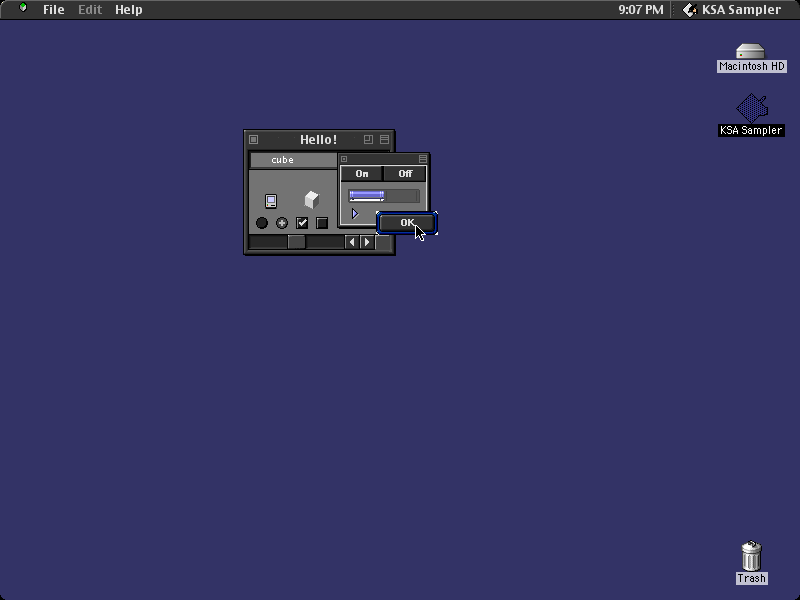 File Edit Help 9:07 PM KSA Sampler
Macintosh HD
KSA Sampler
Hello!
cube
On Off
OK
Trash